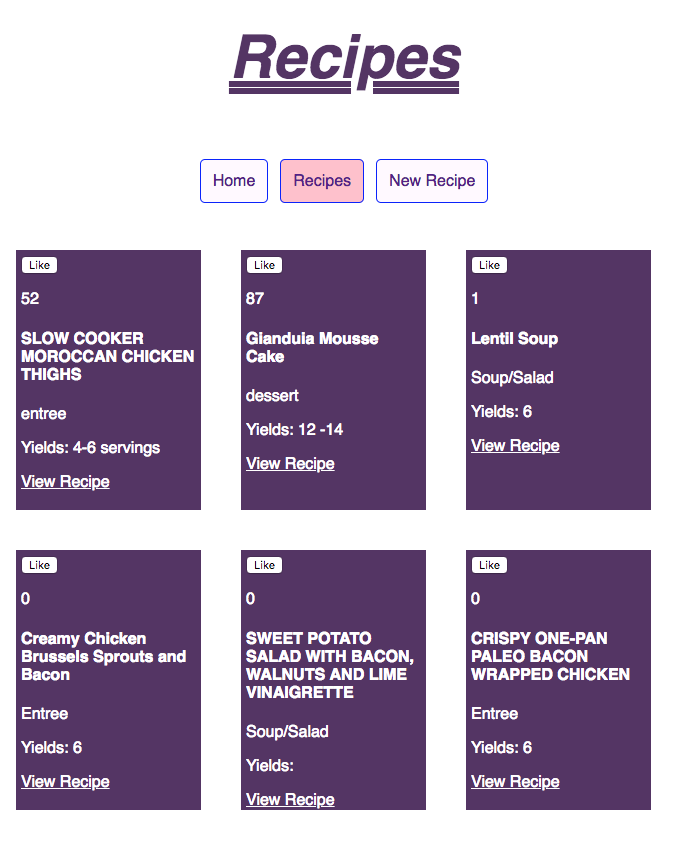 Recipes
Home
Recipes
New Recipe
Like
52
SLOW COOKER
MOROCCAN CHICKEN
THIGHS
entree
Yields: 4-6 servings
View Recipe
Like
87
Gianduia Mousse
Cake
dessert
Yields: 12 -14
View Recipe
Like
1
Lentil Soup
Soup/Salad
Yields: 6
View Recipe
Like
0
Creamy Chicken
Brussels Sprouts and
Bacon
Entree
Yields: 6
View Recipe
Like
0
SWEET POTATO
SALAD WITH BACON,
WALNUTS AND LIME
VINAIGRETTE
Soup/Salad
Yields:
View Recipe
Like
0
CRISPY ONE-PAN
PALEO BACON
WRAPPED CHICKEN
Entree
Yields: 6
View Recipe